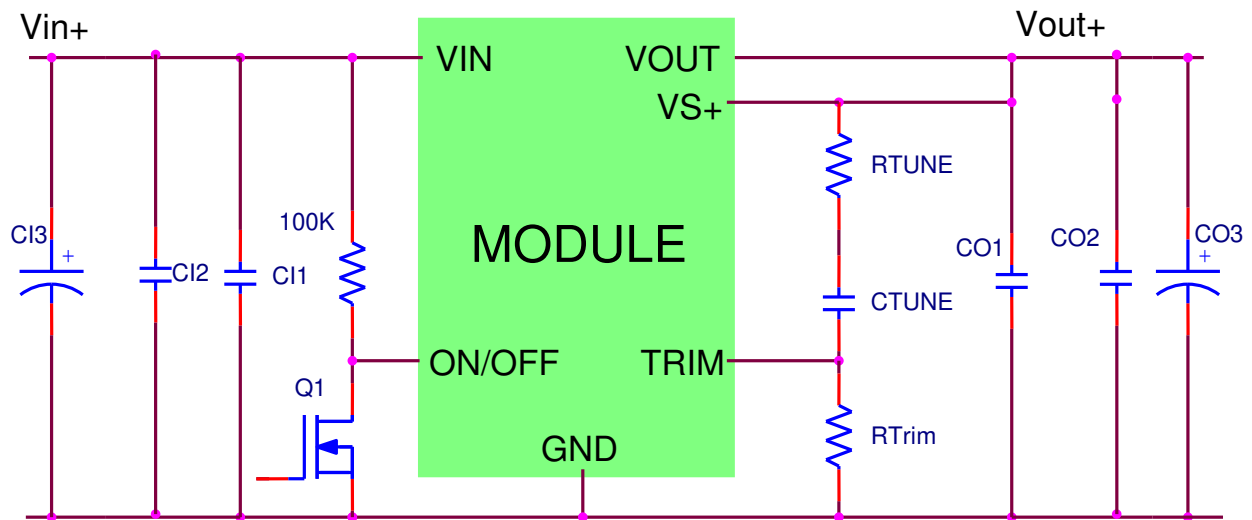 Vin+
Vout+
VIN
VOUT
VS+
RTUNE
100K
MODULE
CI3
+
CI2
CI1
CO1
CO2
CO3
+
CTUNE
ON/OFF
TRIM
Q1
RTrim
GND